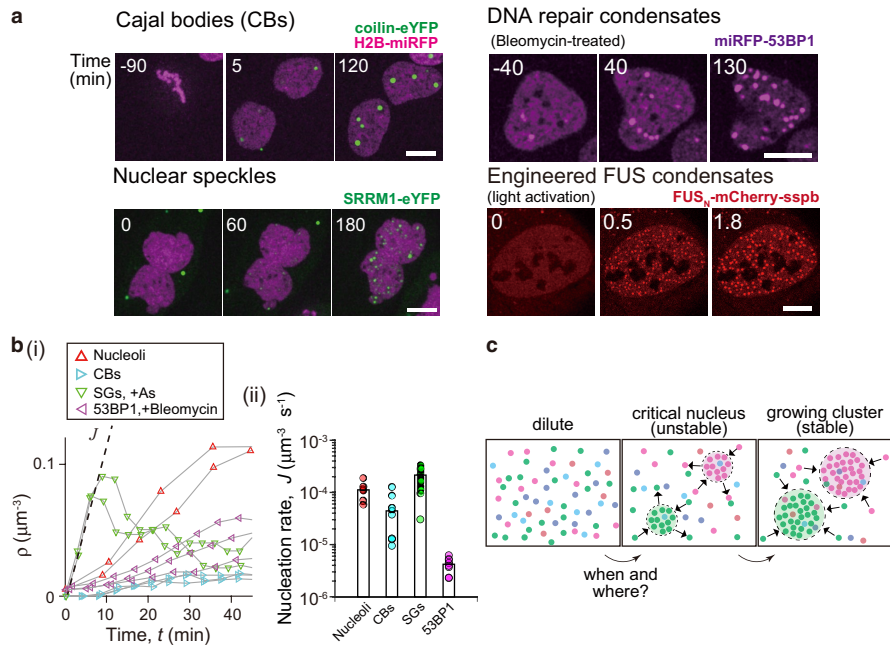 a
Cajal bodies (CBs)
coilin-eYFP
H2B-miRFP
Time
(min)
-90
5
120
Nuclear speckles
SRRM1-eYFP
0
60
180
DNA repair condensates
(Bleomycin-treated)
miRFP-53BP1
-40
40
130
Engineered FUS condensates
(light activation)
FUS_N-mCherry-sspb
0
0.5
1.8
b (i)
Nucleoli
CBs
SGs, +As
53BP1,+Bleomycin
J
0.1
0
ρ (μm⁻³)
0
10
20
30
40
Time, t (min)
(ii)
Nucleation rate, J (μm⁻³ s⁻¹)
10⁻³
10⁻⁴
10⁻⁵
10⁻⁶
Nucleoli
CBs
SGs
53BP1
c
dilute
critical nucleus
(unstable)
growing cluster
(stable)
when and
where?